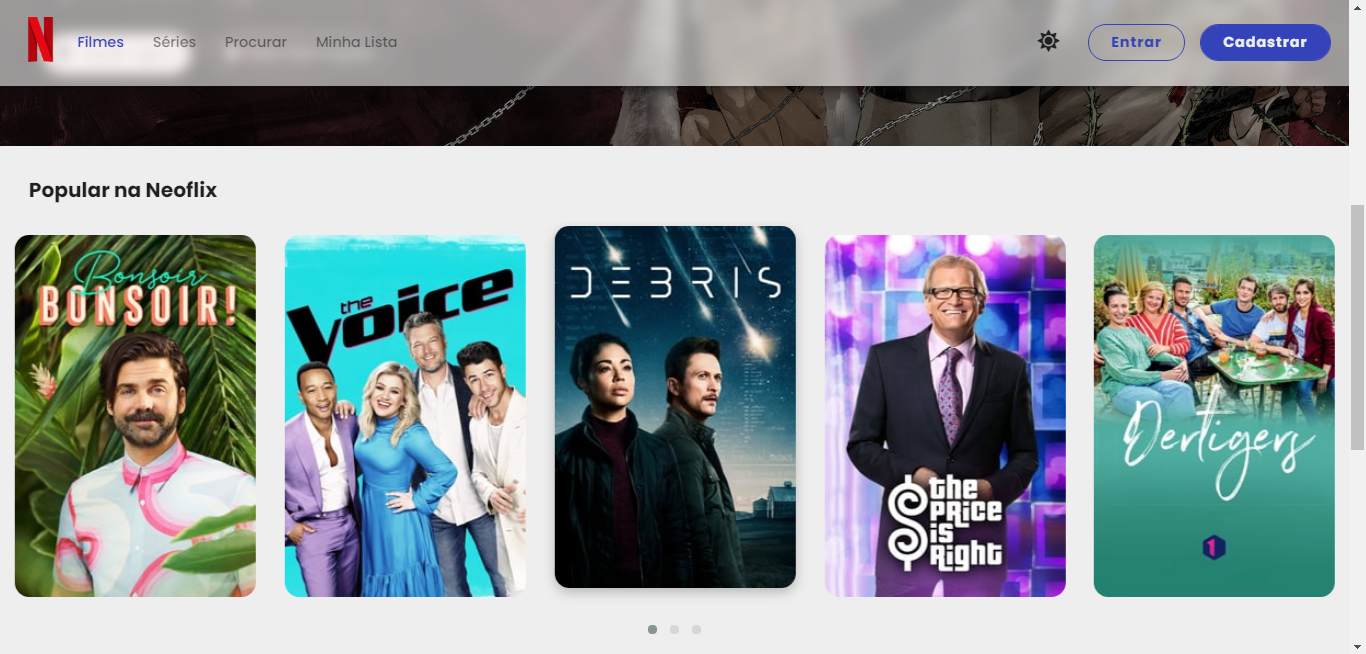 N
Filmes
Séries
Procurar
Minha Lista
Entrar
Cadastrar
Popular na Neoflix
Bonsoir
BONSOIR!
the
Voice
DEBRIS
the
PRiCE
is
Right
Dertigers
1